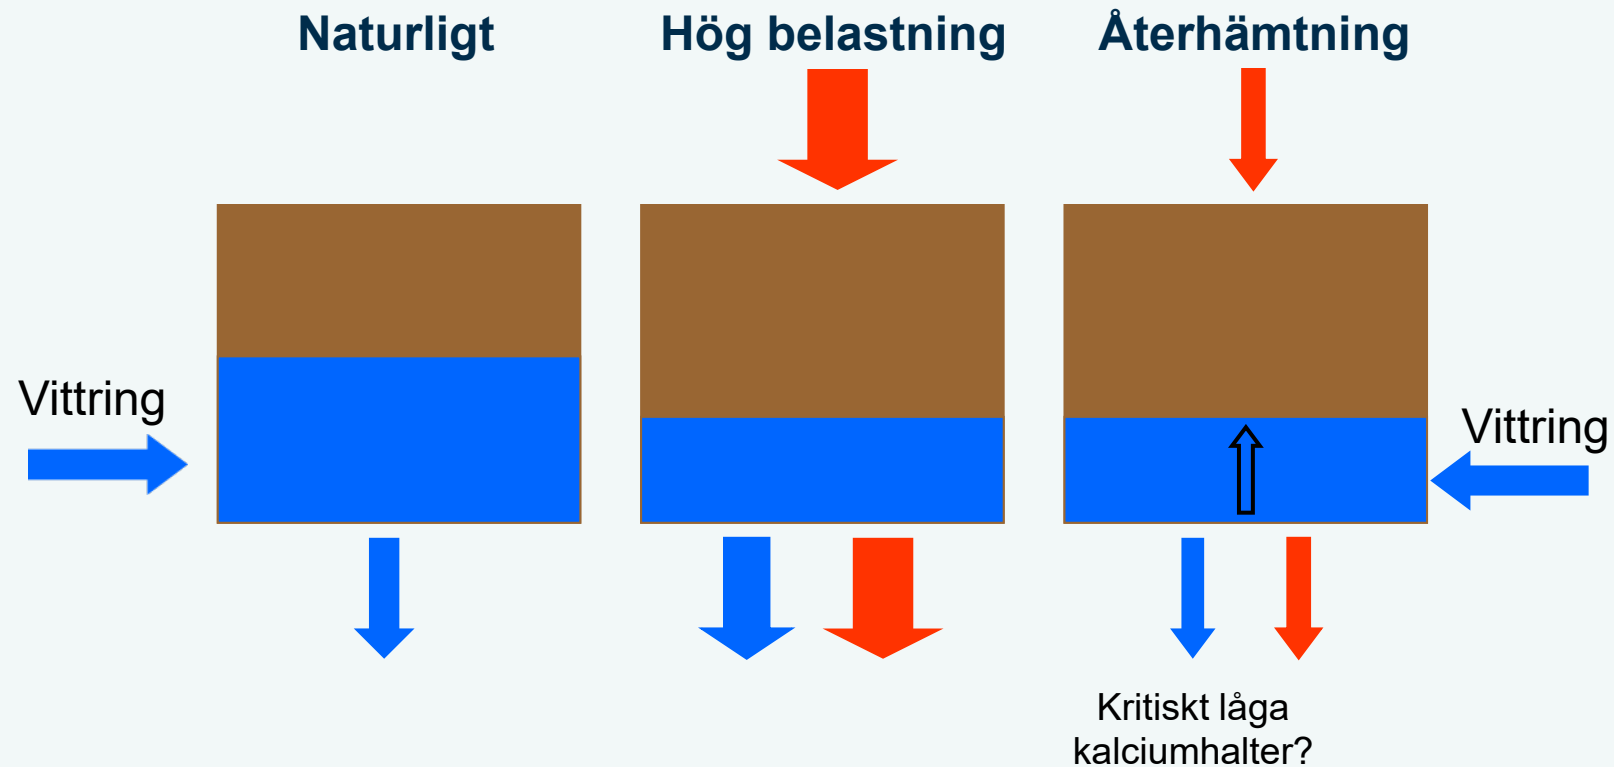 Naturligt
Hög belastning
Återhämtning
Vittring
Vittring
Kritiskt låga
kalciumhalter?